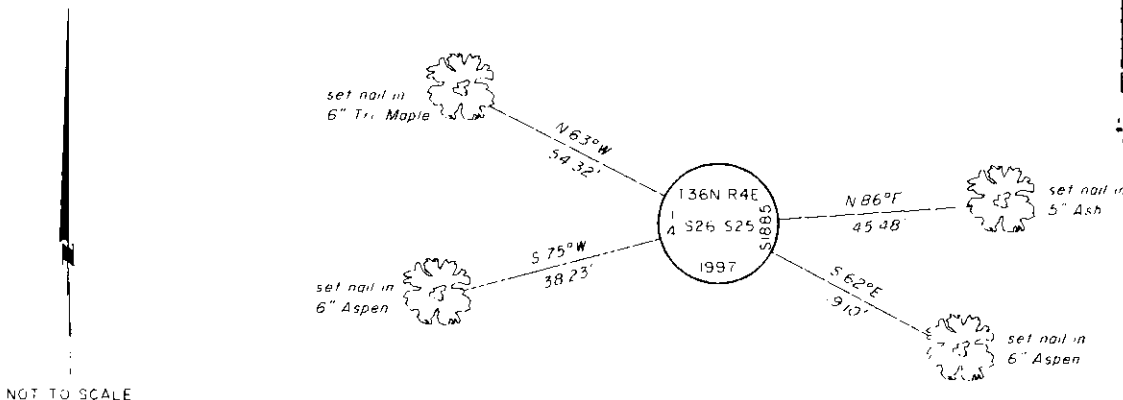 set nail in
6" Tri. Maple
N 63° W
54.32'
T36N R4E
1/4 S26 S25
S1885
1997
N 86° E
45.48'
set nail in
5" Ash
S 75° W
38.23'
set nail in
6" Aspen
S 62° E
set nail in
6" Aspen
NOT TO SCALE